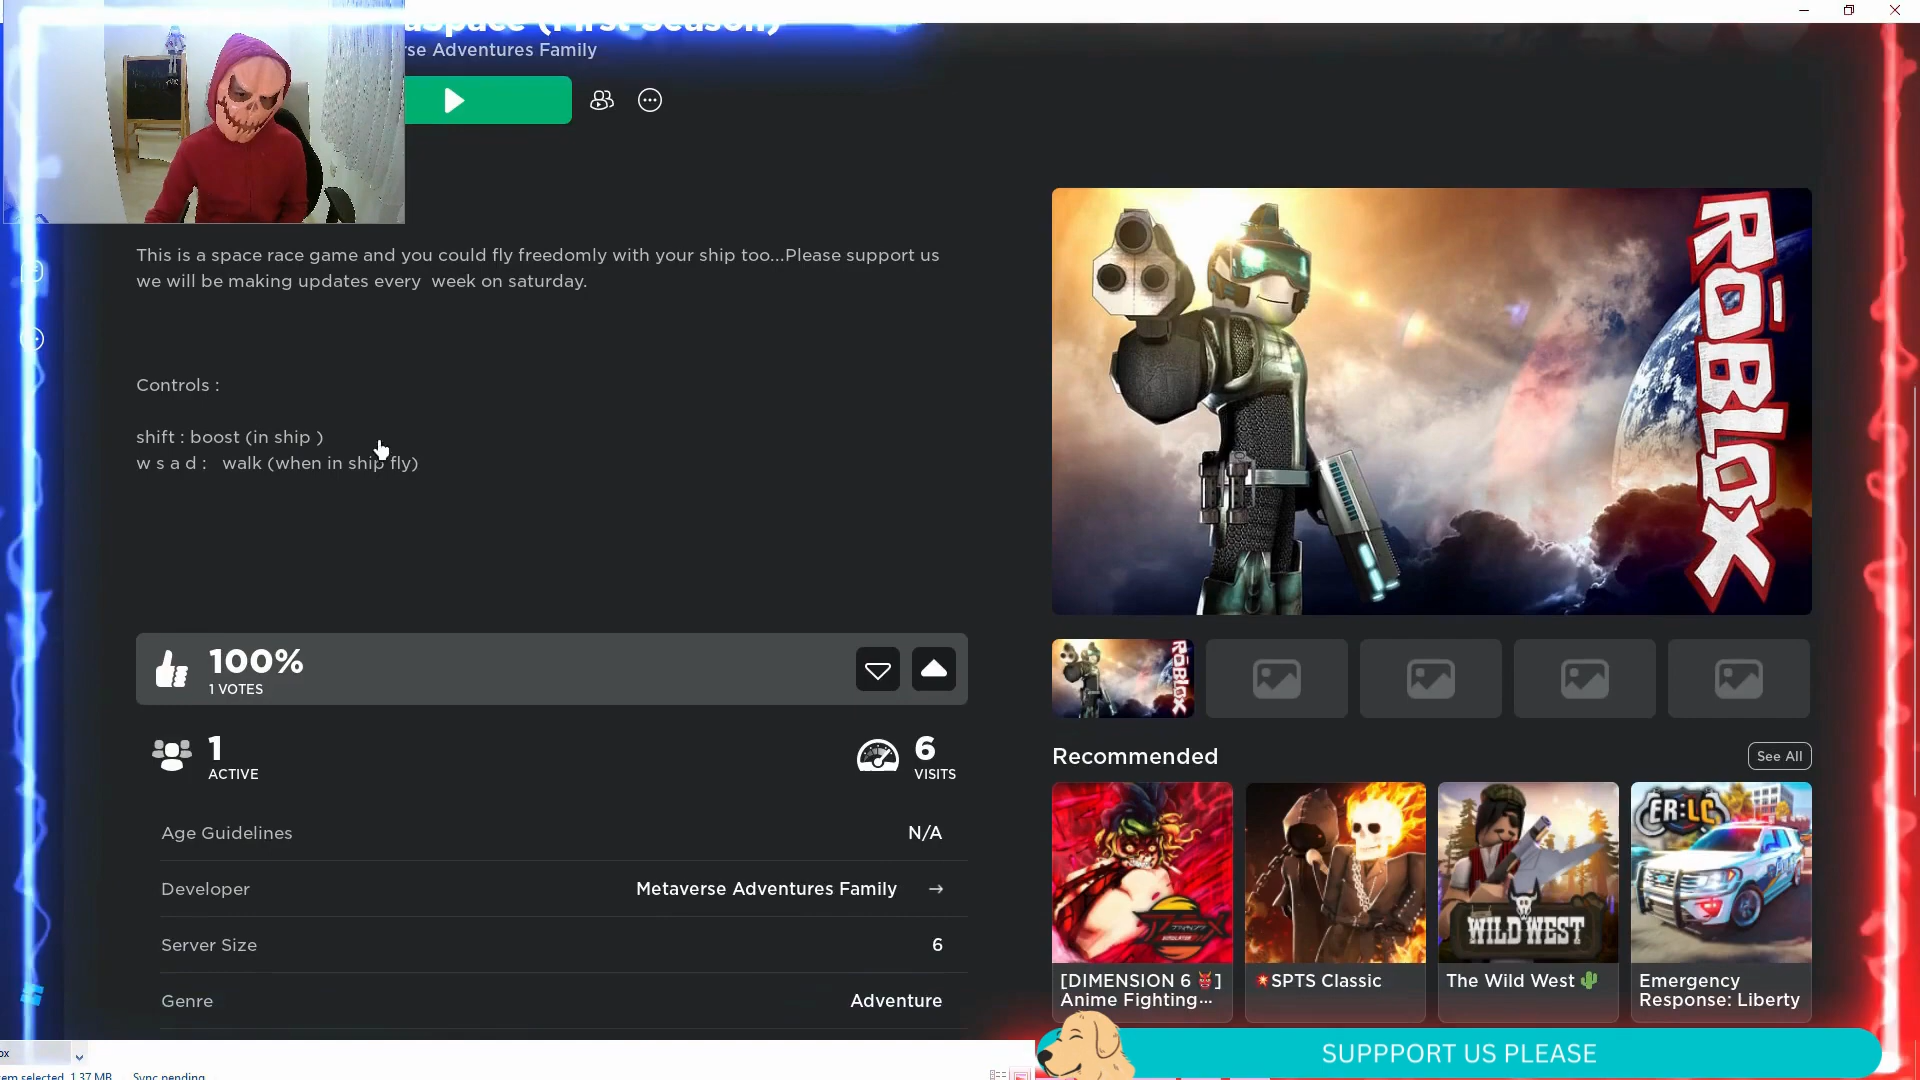 (First Season)
Adventures Family
This is a space race game and you could fly freedomly with your ship too...Please support us
we will be making updates every week on saturday.
Controls :
shift : boost (in ship )
w s a d : walk (when in ship fly)
100%
1 VOTES
1
ACTIVE
6
VISITS
Age Guidelines
N/A
Developer
Metaverse Adventures Family
Server Size
6
Genre
Adventure
ROBLOX
ROBLOX
Recommended
See All
WILD WEST
ER:LC
[DIMENSION 6 👹]
Anime Fighting...
💥SPTS Classic
The Wild West 🌵
Emergency
Response: Liberty
SUPPPORT US PLEASE
selected 1.37 MB
Sync pending